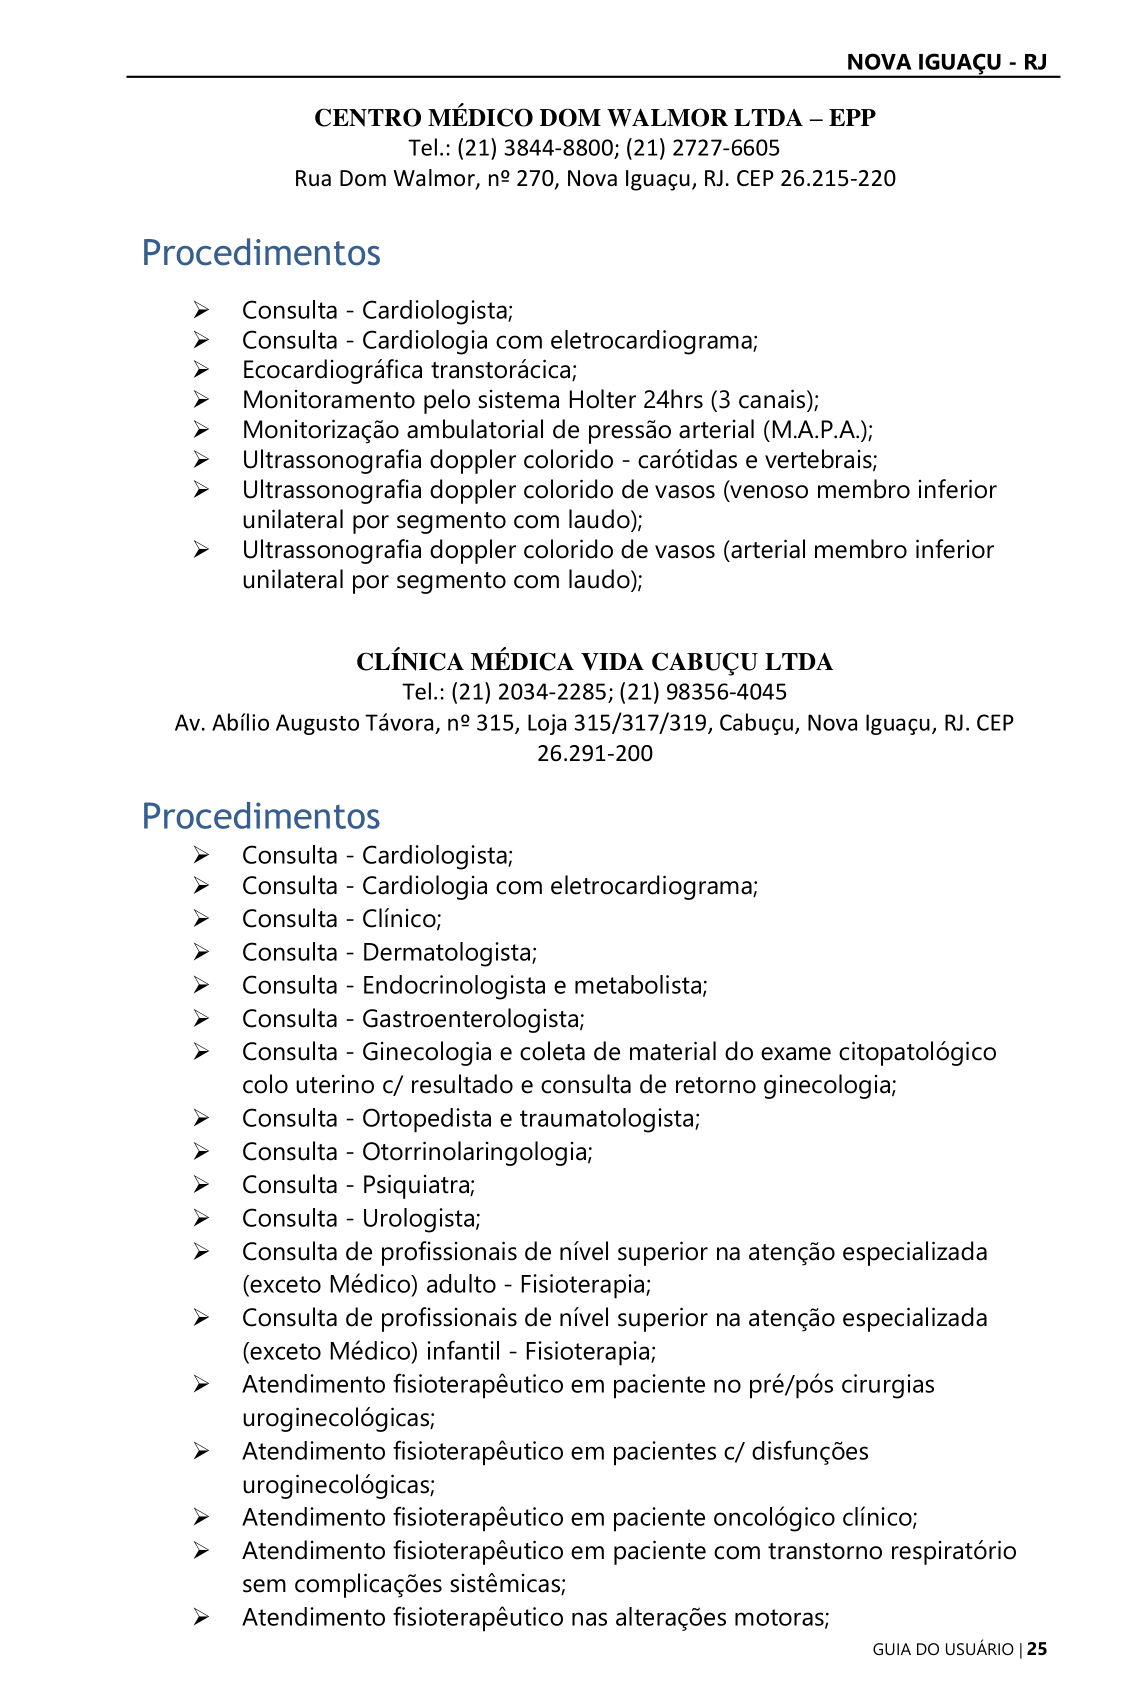 NOVA IGUAÇU - RJ
CENTRO MÉDICO DOM WALMOR LTDA – EPP
Tel.: (21) 3844-8800; (21) 2727-6605
Rua Dom Walmor, nº 270, Nova Iguaçu, RJ. CEP 26.215-220
Procedimentos
➢ Consulta - Cardiologista;
➢ Consulta - Cardiologia com eletrocardiograma;
➢ Ecocardiográfica transtorácica;
➢ Monitoramento pelo sistema Holter 24hrs (3 canais);
➢ Monitorização ambulatorial de pressão arterial (M.A.P.A.);
➢ Ultrassonografia doppler colorido - carótidas e vertebrais;
➢ Ultrassonografia doppler colorido de vasos (venoso membro inferior
unilateral por segmento com laudo);
➢ Ultrassonografia doppler colorido de vasos (arterial membro inferior
unilateral por segmento com laudo);
CLÍNICA MÉDICA VIDA CABUÇU LTDA
Tel.: (21) 2034-2285; (21) 98356-4045
Av. Abílio Augusto Távora, nº 315, Loja 315/317/319, Cabuçu, Nova Iguaçu, RJ. CEP
26.291-200
Procedimentos
➢ Consulta - Cardiologista;
➢ Consulta - Cardiologia com eletrocardiograma;
➢ Consulta - Clínico;
➢ Consulta - Dermatologista;
➢ Consulta - Endocrinologista e metabolista;
➢ Consulta - Gastroenterologista;
➢ Consulta - Ginecologia e coleta de material do exame citopatológico
colo uterino c/ resultado e consulta de retorno ginecologia;
➢ Consulta - Ortopedista e traumatologista;
➢ Consulta - Otorrinolaringologia;
➢ Consulta - Psiquiatra;
➢ Consulta - Urologista;
➢ Consulta de profissionais de nível superior na atenção especializada
(exceto Médico) adulto - Fisioterapia;
➢ Consulta de profissionais de nível superior na atenção especializada
(exceto Médico) infantil - Fisioterapia;
➢ Atendimento fisioterapêutico em paciente no pré/pós cirurgias
uroginecológicas;
➢ Atendimento fisioterapêutico em pacientes c/ disfunções
uroginecológicas;
➢ Atendimento fisioterapêutico em paciente oncológico clínico;
➢ Atendimento fisioterapêutico em paciente com transtorno respiratório
sem complicações sistêmicas;
➢ Atendimento fisioterapêutico nas alterações motoras;
GUIA DO USUÁRIO | 25